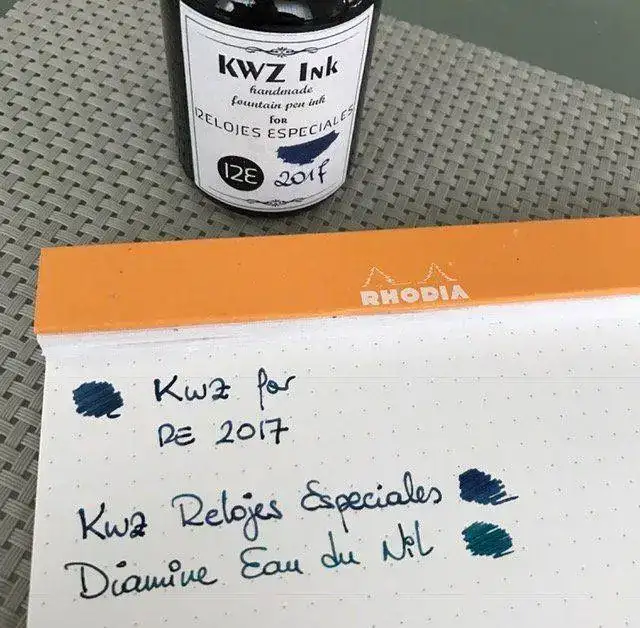 KWZ Ink
handmade
fountain pen ink
for
RELOJES ESPECIALES
RE
2017
RHODIA
Kwz for
RE 2017
Kwz Relojes Especiales
Diamine Eau du Nil